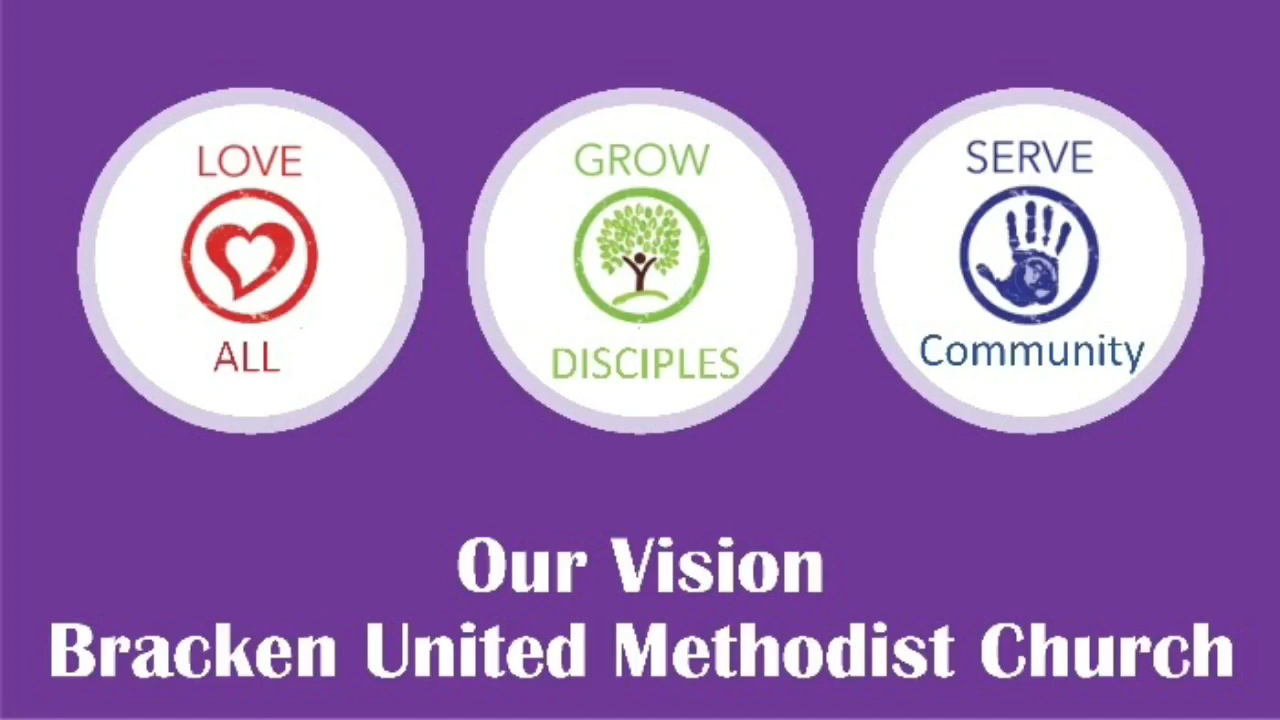 LOVE
ALL
GROW
DISCIPLES
SERVE
Community
Our Vision
Bracken United Methodist Church